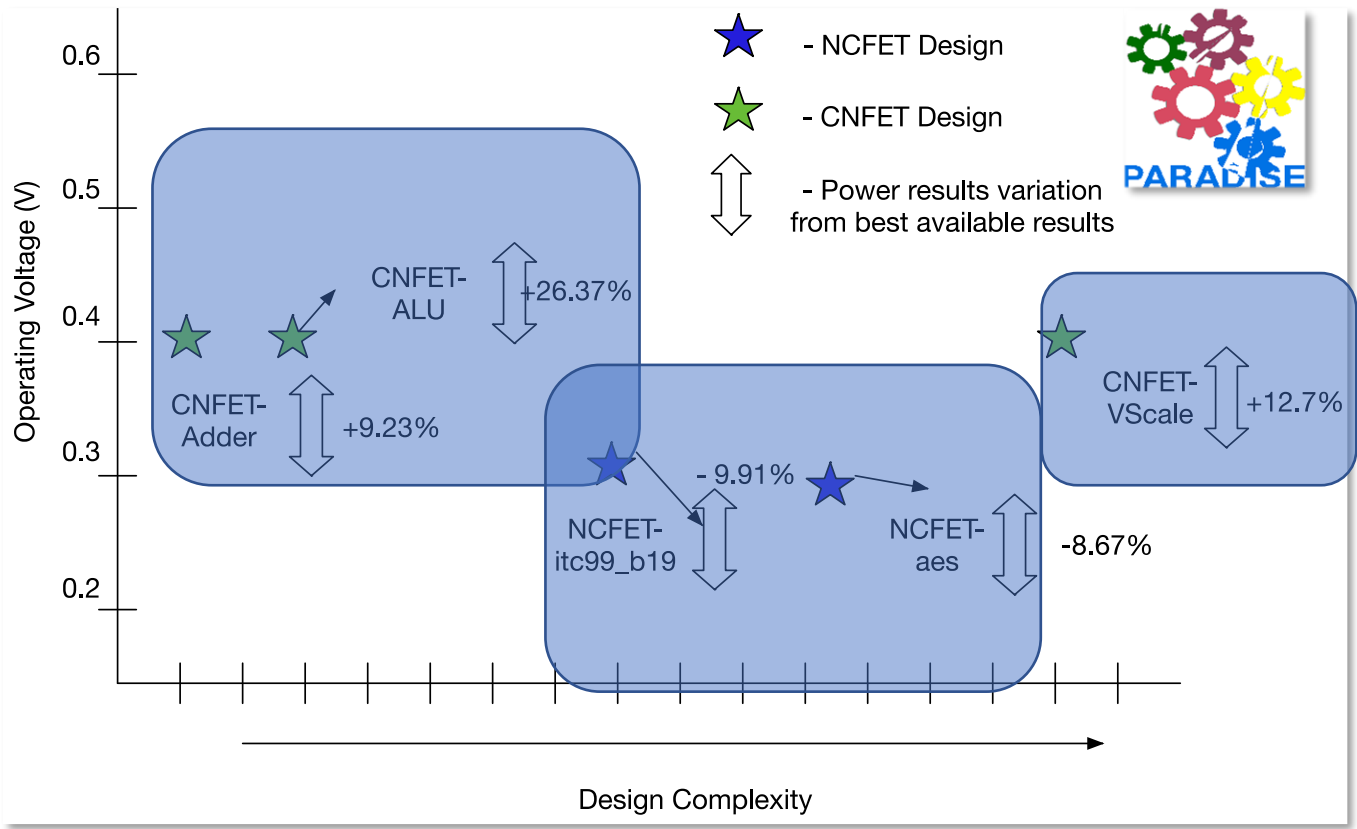 - NCFET Design
- CNFET Design
- Power results variation
from best available results
PARADISE
Operating Voltage (V)
0.6
0.5
0.4
0.3
0.2
CNFET-
ALU
+26.37%
CNFET-
Adder
+9.23%
CNFET-
VScale
+12.7%
- 9.91%
NCFET-
itc99_b19
NCFET-
aes
-8.67%
Design Complexity